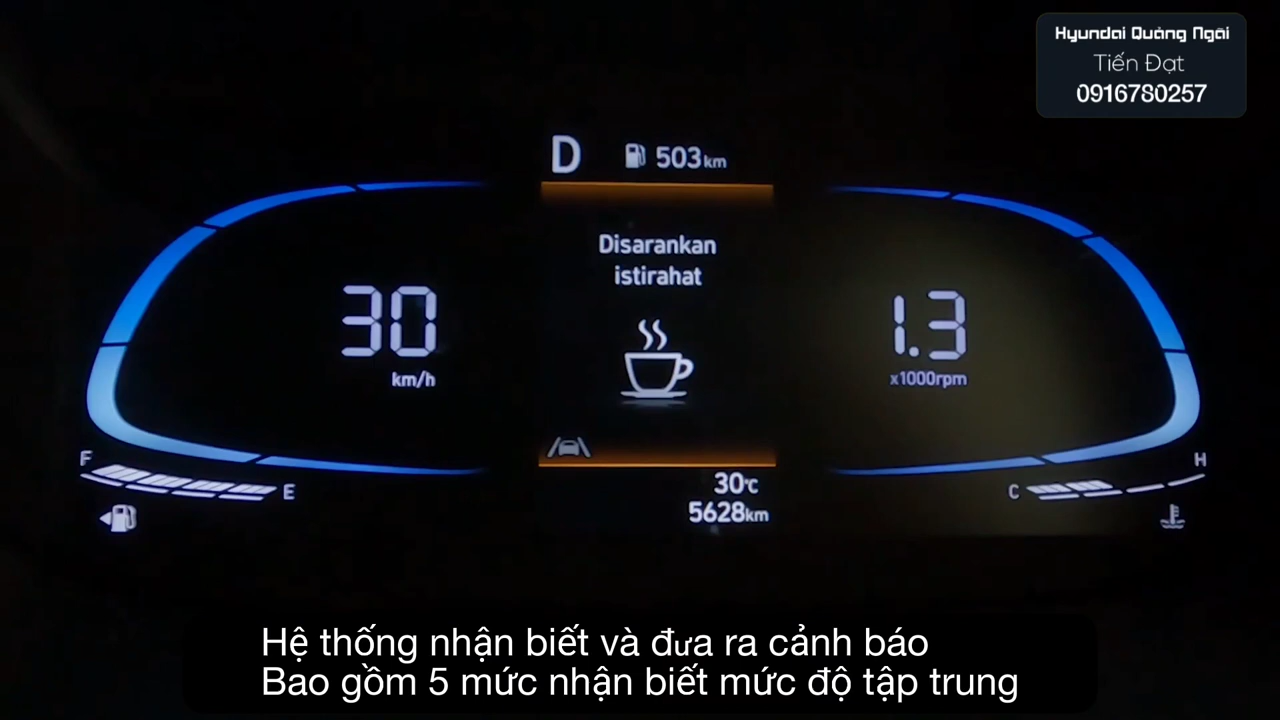 Hyundai Quảng Ngãi
Tiến Đạt
0916780257
D
503km
Disarankan
istirahat
30
km/h
1.3
x1000rpm
F
E
C
H
30°C
5628km
Hệ thống nhận biết và đưa ra cảnh báo
Bao gồm 5 mức nhận biết mức độ tập trung